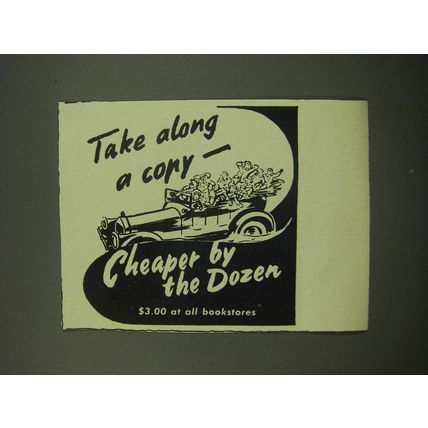 Take along
a copy —
Cheaper by
the Dozen
$3.00 at all bookstores